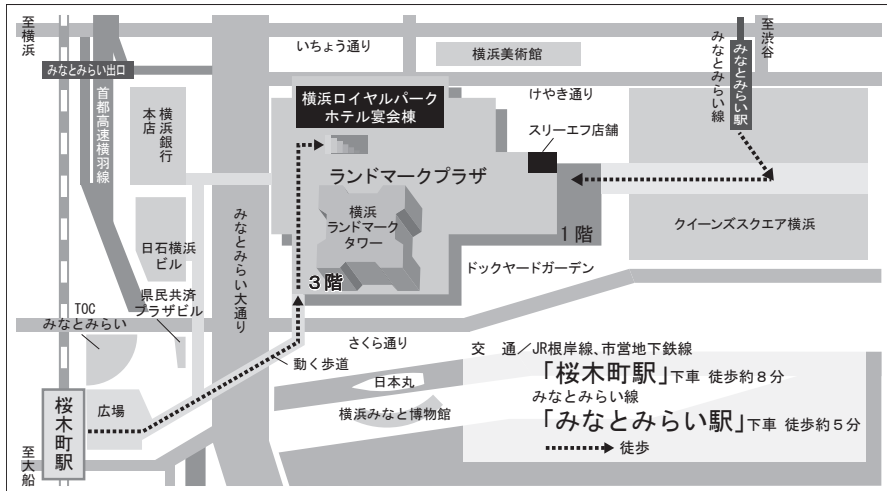 至横浜
いちょう通り
横浜美術館
みなとみらい線
みなとみらい駅
至渋谷
みなとみらい出口
首都高速横羽線
横浜銀行
本店
横浜ロイヤルパーク
ホテル宴会棟
けやき通り
スリーエフ店舗
ランドマークプラザ
横浜
ランドマーク
タワー
1階
クイーンズスクエア横浜
日石横浜
ビル
みなとみらい大通り
ドックヤードガーデン
3階
県民共済
プラザビル
TOC
みなとみらい
さくら通り
動く歩道
交 通/JR根岸線、市営地下鉄線
「桜木町駅」下車 徒歩約8分
みなとみらい線
「みなとみらい駅」下車 徒歩約5分
徒歩
日本丸
横浜みなと博物館
広場
桜木町駅
至大船